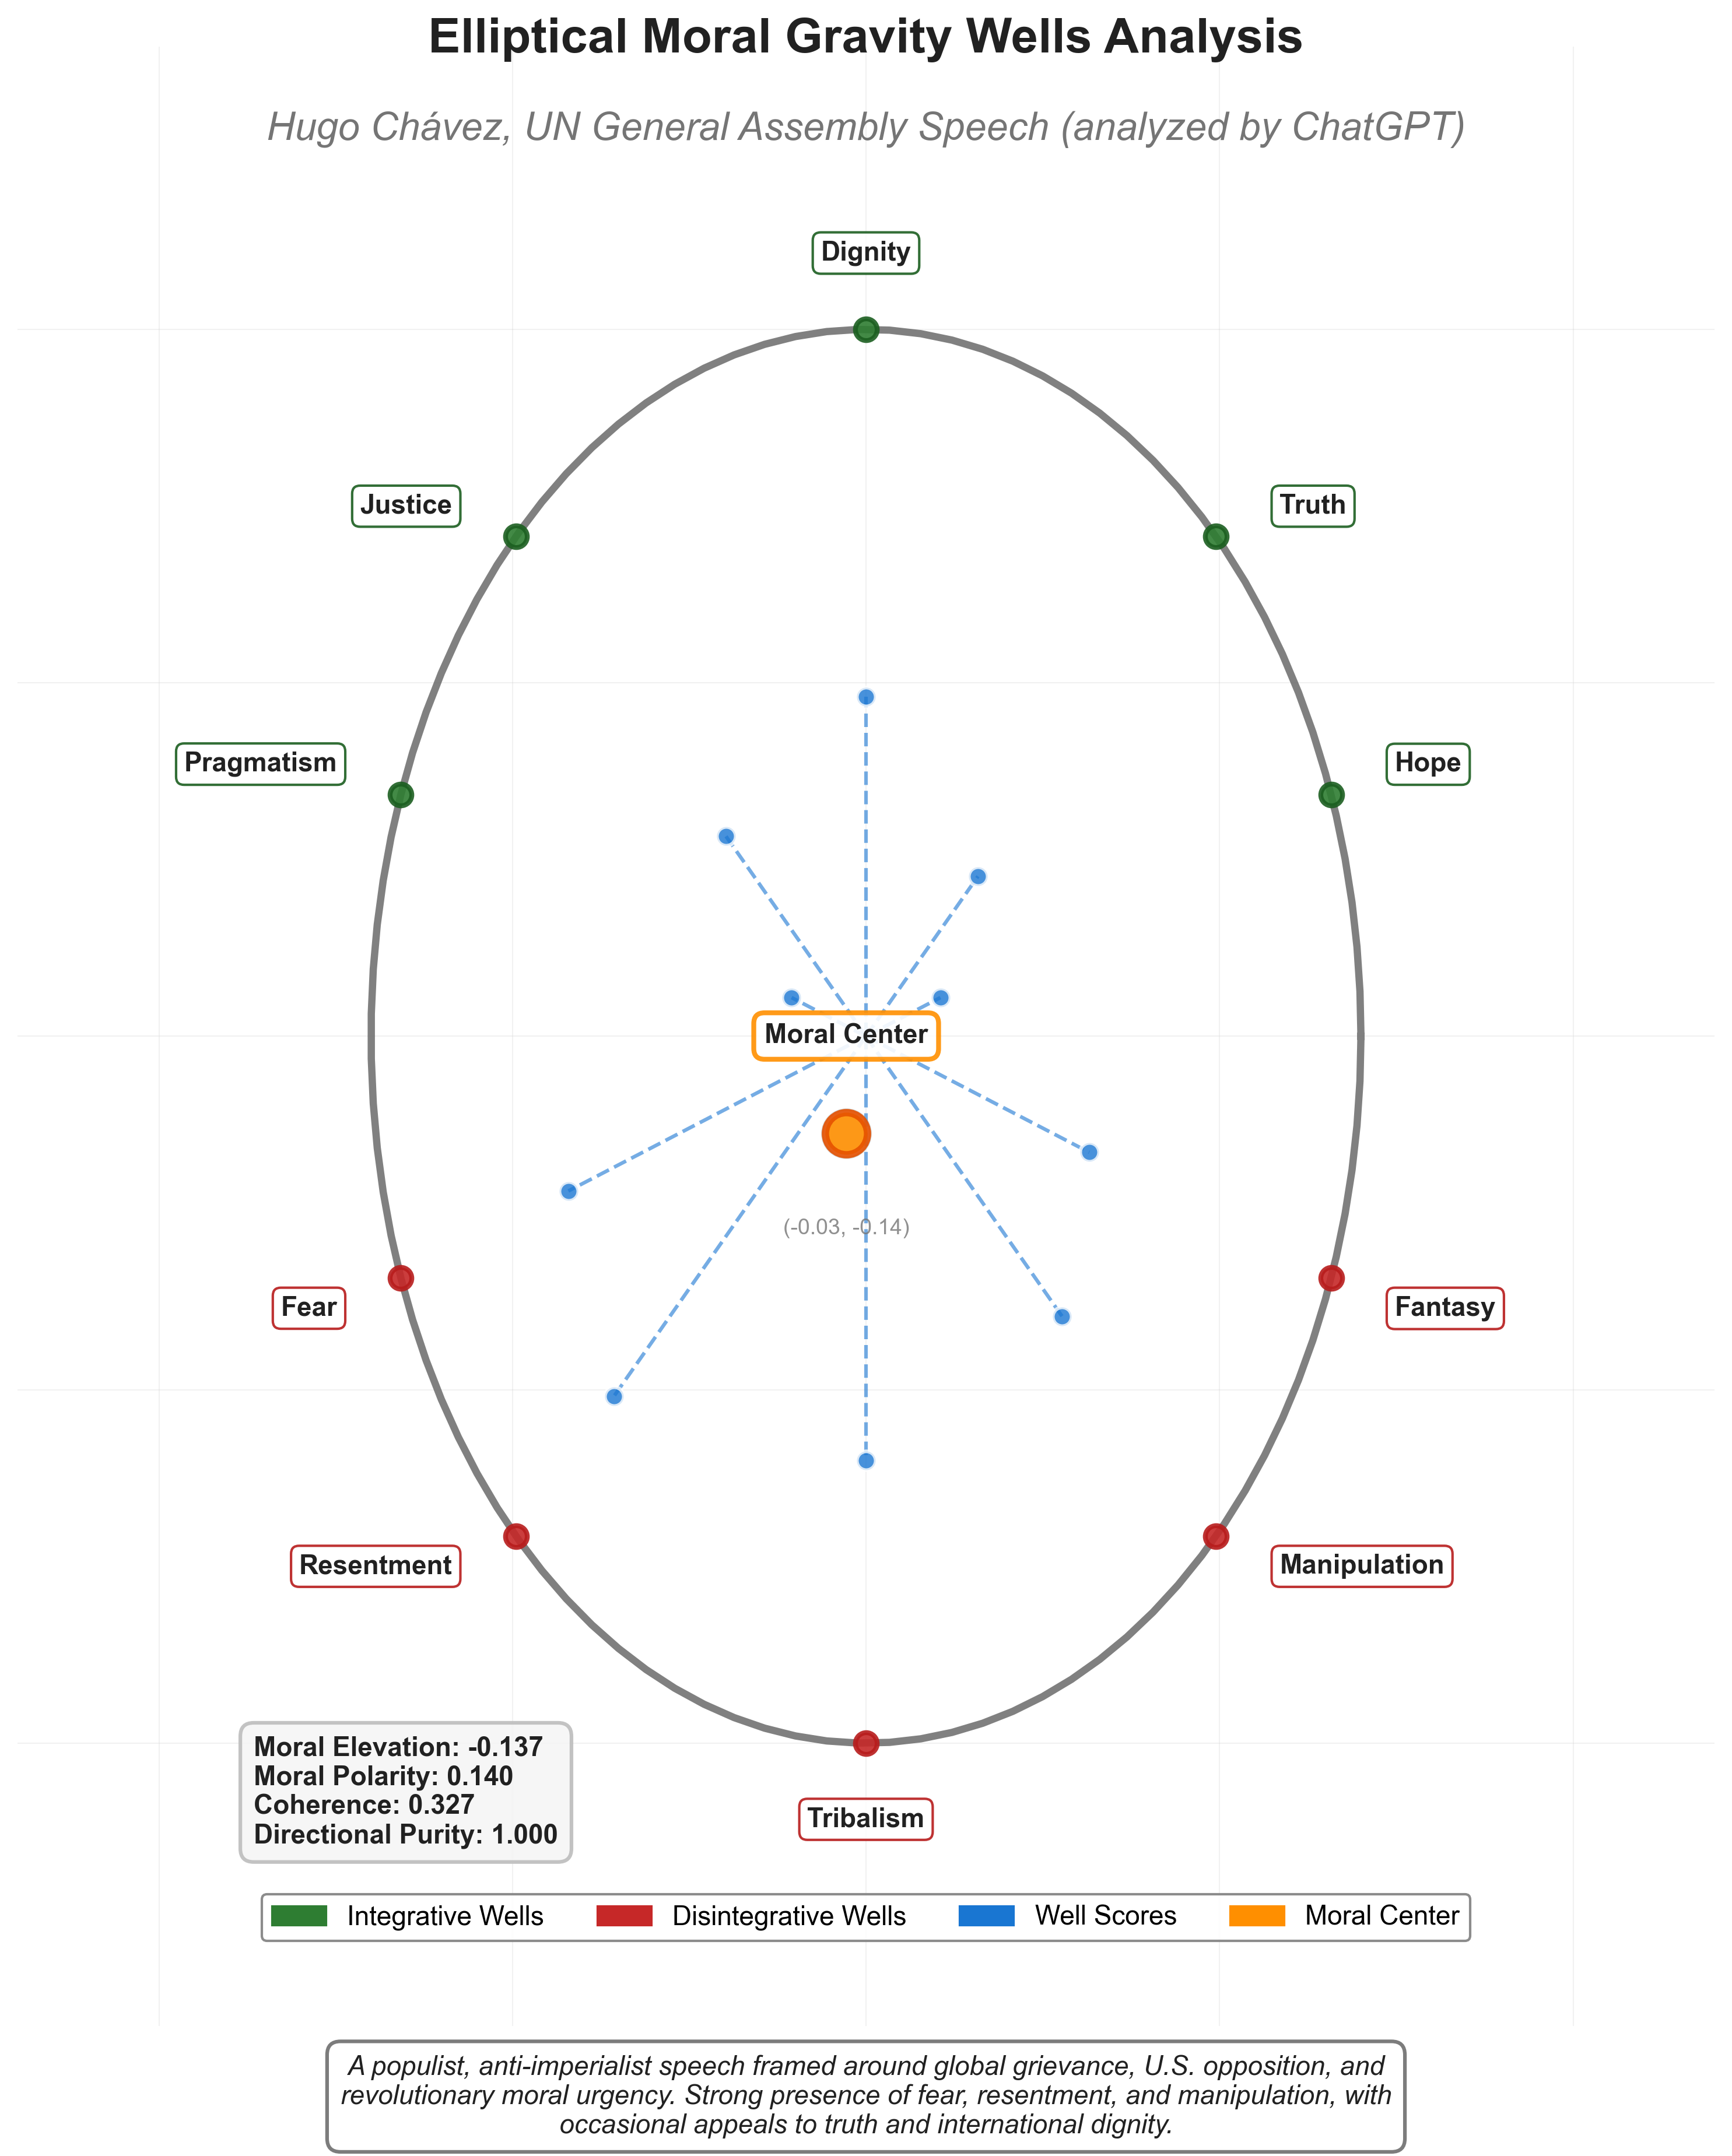 Elliptical Moral Gravity Wells Analysis
Hugo Chávez, UN General Assembly Speech (analyzed by ChatGPT)
Dignity
Justice
Truth
Pragmatism
Hope
Moral Center
(-0.03, -0.14)
Fear
Fantasy
Resentment
Manipulation
Tribalism
Moral Elevation: -0.137
Moral Polarity: 0.140
Coherence: 0.327
Directional Purity: 1.000
Integrative Wells
Disintegrative Wells
Well Scores
Moral Center
A populist, anti-imperialist speech framed around global grievance, U.S. opposition, and
revolutionary moral urgency. Strong presence of fear, resentment, and manipulation, with
occasional appeals to truth and international dignity.